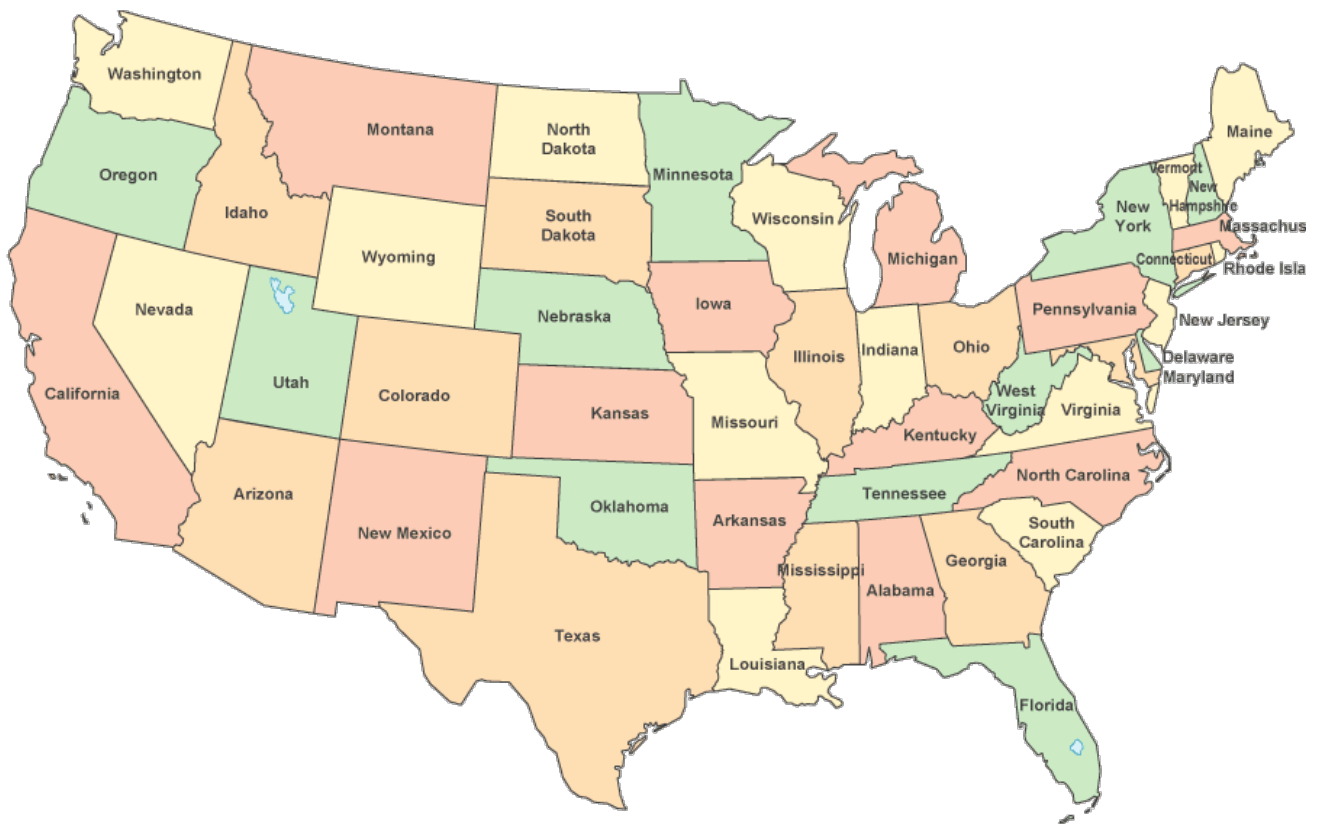 Washington
Montana
North
Dakota
Minnesota
Maine
Oregon
Idaho
Wyoming
South
Dakota
Wisconsin
Michigan
New
York
Vermont
New
Hampshire
Massachus
Connecticut
Rhode Isla
Nevada
Utah
Nebraska
Iowa
Illinois
Indiana
Ohio
Pennsylvania
New Jersey
Delaware
Maryland
California
Colorado
Kansas
Missouri
Kentucky
West
Virginia
Virginia
Arizona
New Mexico
Oklahoma
Arkansas
Tennessee
North Carolina
South
Carolina
Texas
Louisiana
Mississippi
Alabama
Georgia
Florida